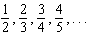 1/2, 2/3, 3/4, 4/5, ...